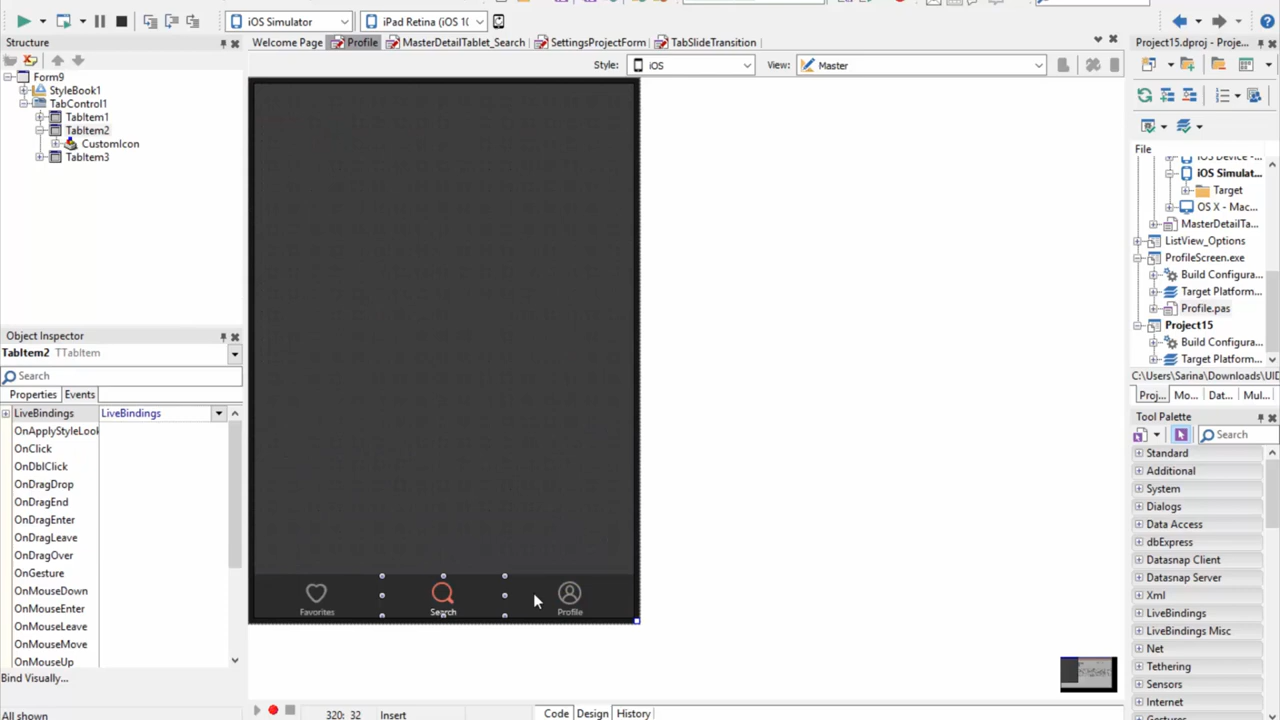 iOS Simulator
iPad Retina (iOS 10
Structure
Welcome Page
Profile
MasterDetailTablet_Search
SettingsProjectForm
TabSlideTransition
Project15.dproj - Proje...
Style:
iOS
View:
Master
Form9
StyleBook1
TabControl1
TabItem1
TabItem2
CustomIcon
TabItem3
File
iOS Device -...
iOS Simulat...
Target
OS X - Mac...
MasterDetailTa...
ListView_Options
ProfileScreen.exe
Build Configura...
Target Platform...
Profile.pas
Project15
Build Configura...
Target Platform...
C:\Users\Sarina\Downloads\UID
Proj...
Mo...
Dat...
Mul...
Object Inspector
TabItem2 TTabItem
Search
Properties
Events
LiveBindings
LiveBindings
OnApplyStyleLook
OnClick
OnDblClick
OnDragDrop
OnDragEnd
OnDragEnter
OnDragLeave
OnDragOver
OnGesture
OnMouseDown
OnMouseEnter
OnMouseLeave
OnMouseMove
OnMouseUp
Bind Visually...
All shown
Favorites
Search
Profile
Tool Palette
Search
Standard
Additional
System
Dialogs
Data Access
dbExpress
Datasnap Client
Datasnap Server
Xml
LiveBindings
LiveBindings Misc
Net
Tethering
Sensors
Internet
320: 32
Insert
Code
Design
History